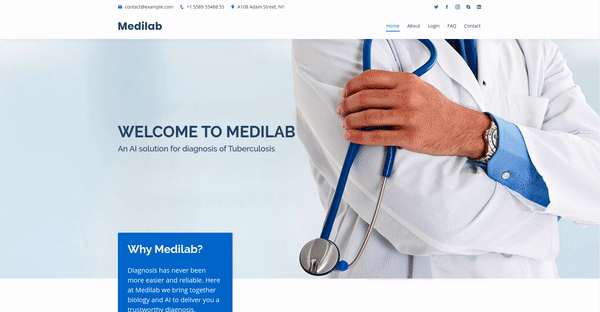 contact@example.com +1 5589 55488 55 A108 Adam Street, NY
Medilab
Home About Login FAQ Contact
WELCOME TO MEDILAB
An AI solution for diagnosis of Tuberculosis
Why Medilab?
Diagnosis has never been
more easier and reliable. Here
at Medilab we bring together
biology and AI to deliver you a
trustworthy diagnosis.